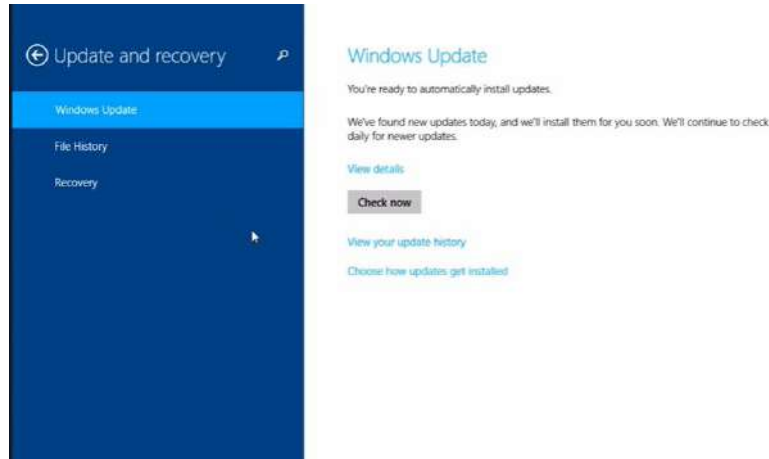 Update and recovery
Windows Update
File History
Recovery
Windows Update
You're ready to automatically install updates.
We've found new updates today, and we'll install them for you soon. We'll continue to check
daily for newer updates.
View details
Check now
View your update history
Choose how updates get installed